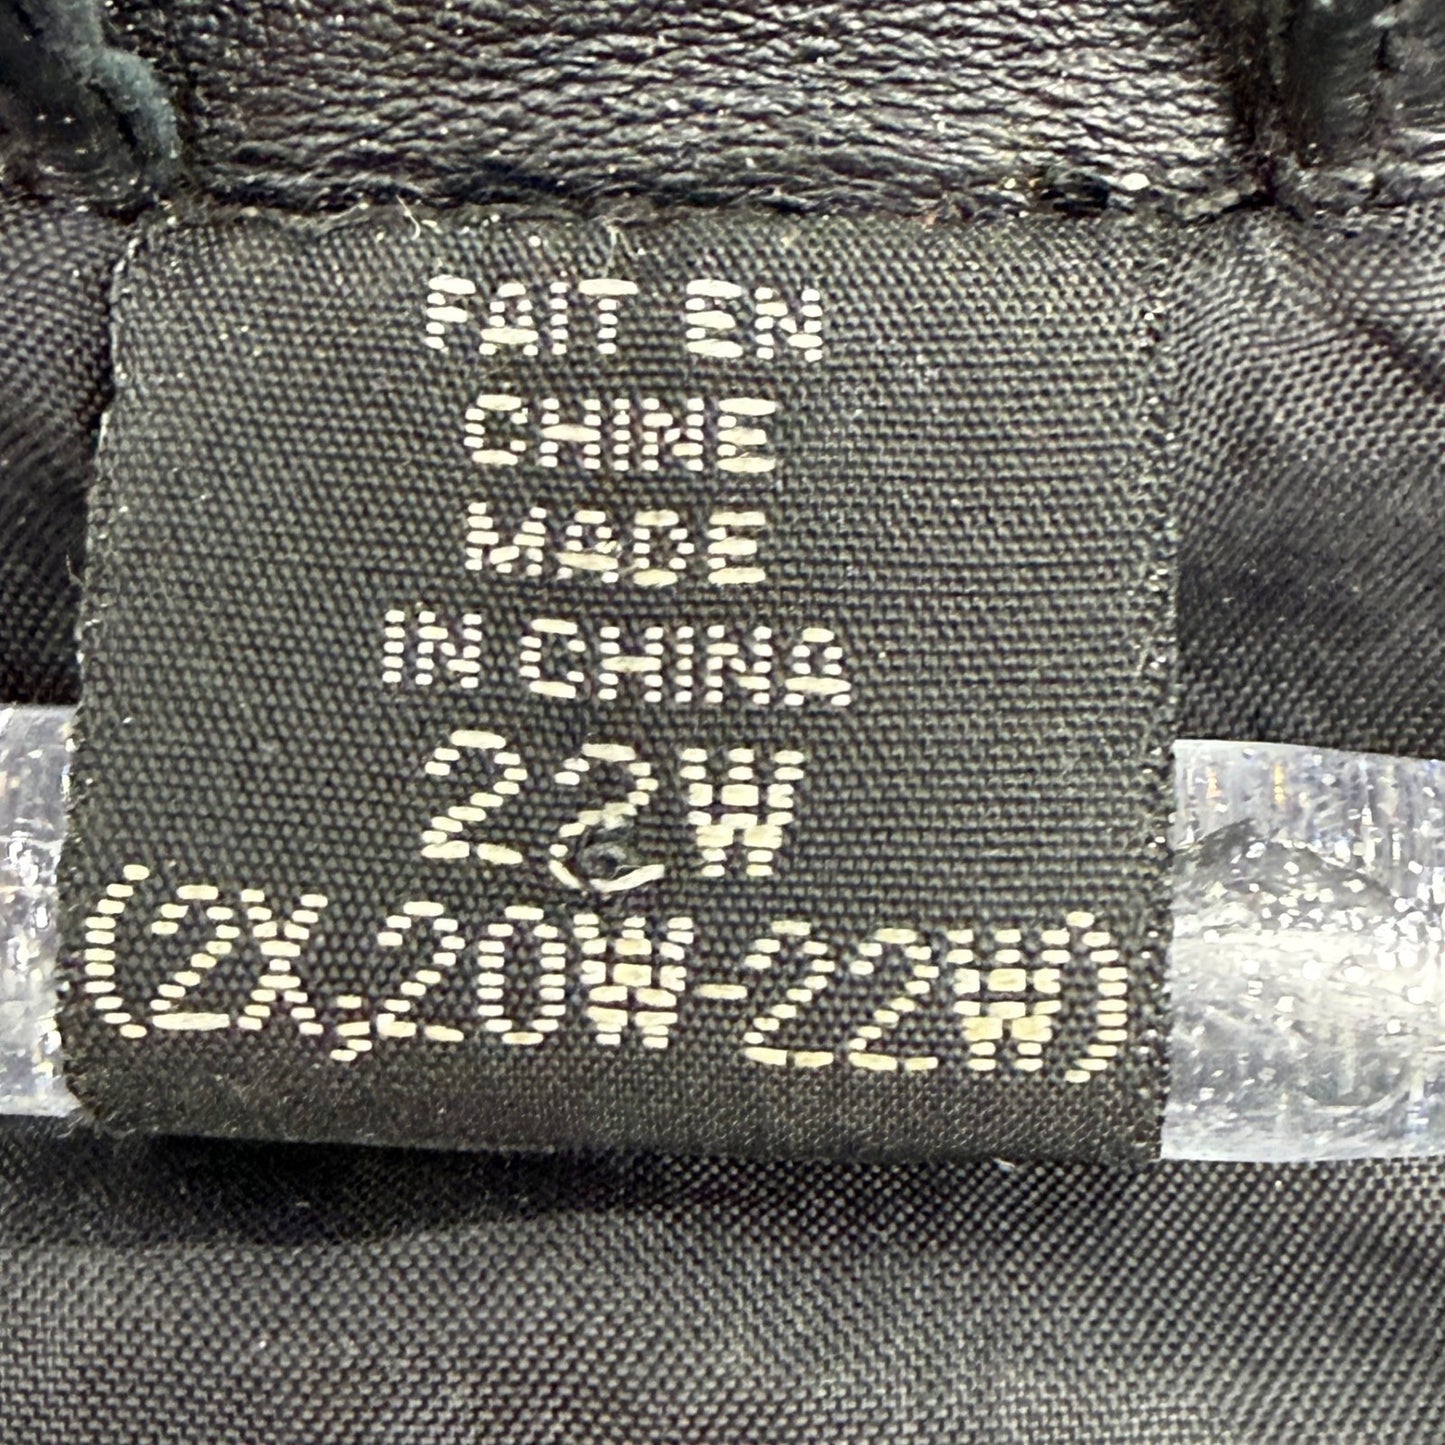 FAIT EN
CHINE
MADE
IN CHINA
22W
(2X,20W-22W)